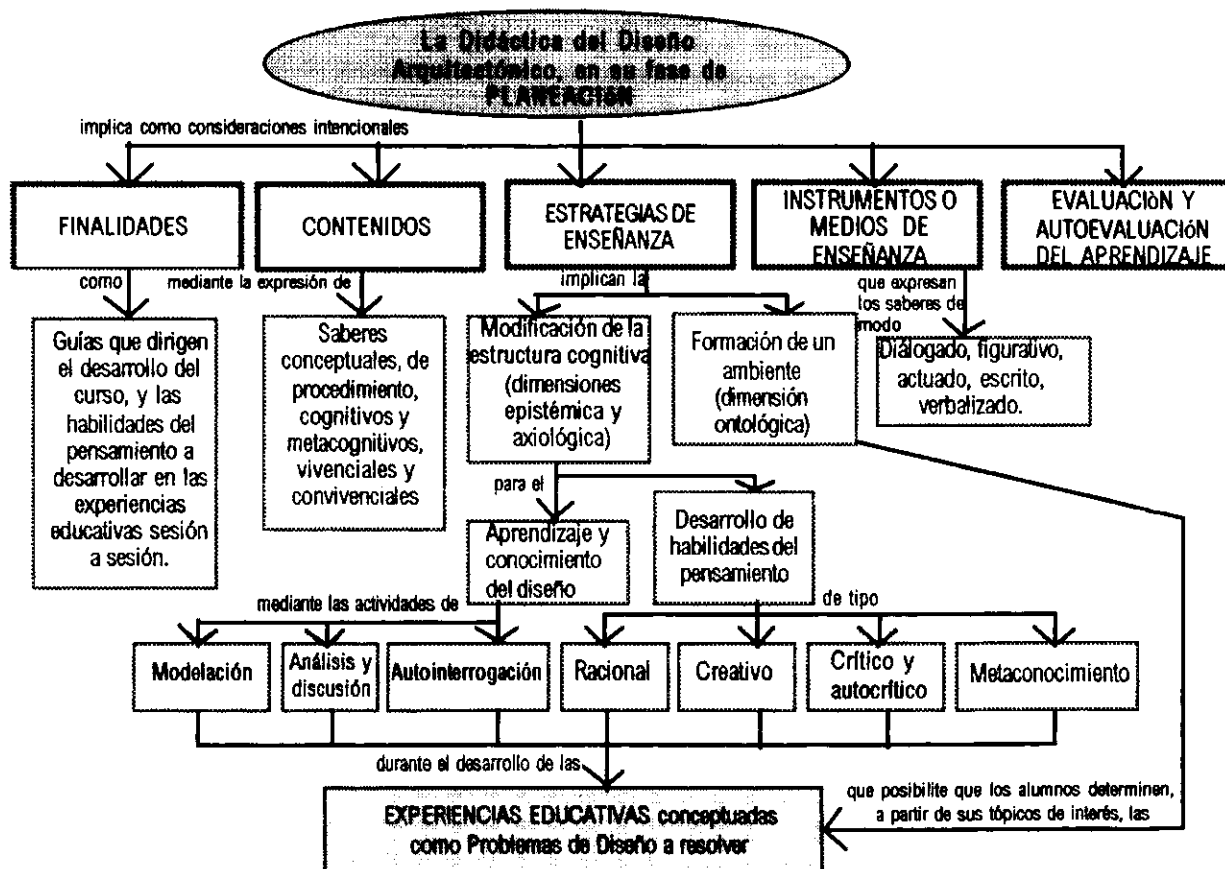 La Didáctica del Diseño
Arquitectónico, en su fase de
PLANEACIóN
implica como consideraciones intencionales
FINALIDADES
CONTENIDOS
ESTRATEGIAS DE
ENSEÑANZA
INSTRUMENTOS O
MEDIOS DE
ENSEÑANZA
EVALUACIóN Y
AUTOEVALUACIóN
DEL APRENDIZAJE
como
mediante la expresión de
implican la
que expresan
los saberes de
modo
Guías que dirigen
el desarrollo del
curso, y las
habilidades del
pensamiento a
desarrollar en las
experiencias
educativas sesión
a sesión.
Saberes
conceptuales, de
procedimiento,
cognitivos y
metacognitivos,
vivenciales y
convivenciales
Modificación de la
estructura cognitiva
(dimensiones
epistémica y
axiológica)
Formación de un
ambiente
(dimensión
ontológica)
Diálogado, figurativo,
actuado, escrito,
verbalizado.
para el
Aprendizaje y
conocimiento
del diseño
Desarrollo de
habilidades del
pensamiento
mediante las actividades de
de tipo
Modelación
Análisis y
discusión
Autointerrogación
Racional
Creativo
Crítico y
autocrítico
Metaconocimiento
durante el desarrollo de las
que posibilite que los alumnos determinen,
a partir de sus tópicos de interés, las
EXPERIENCIAS EDUCATIVAS conceptuadas
como Problemas de Diseño a resolver